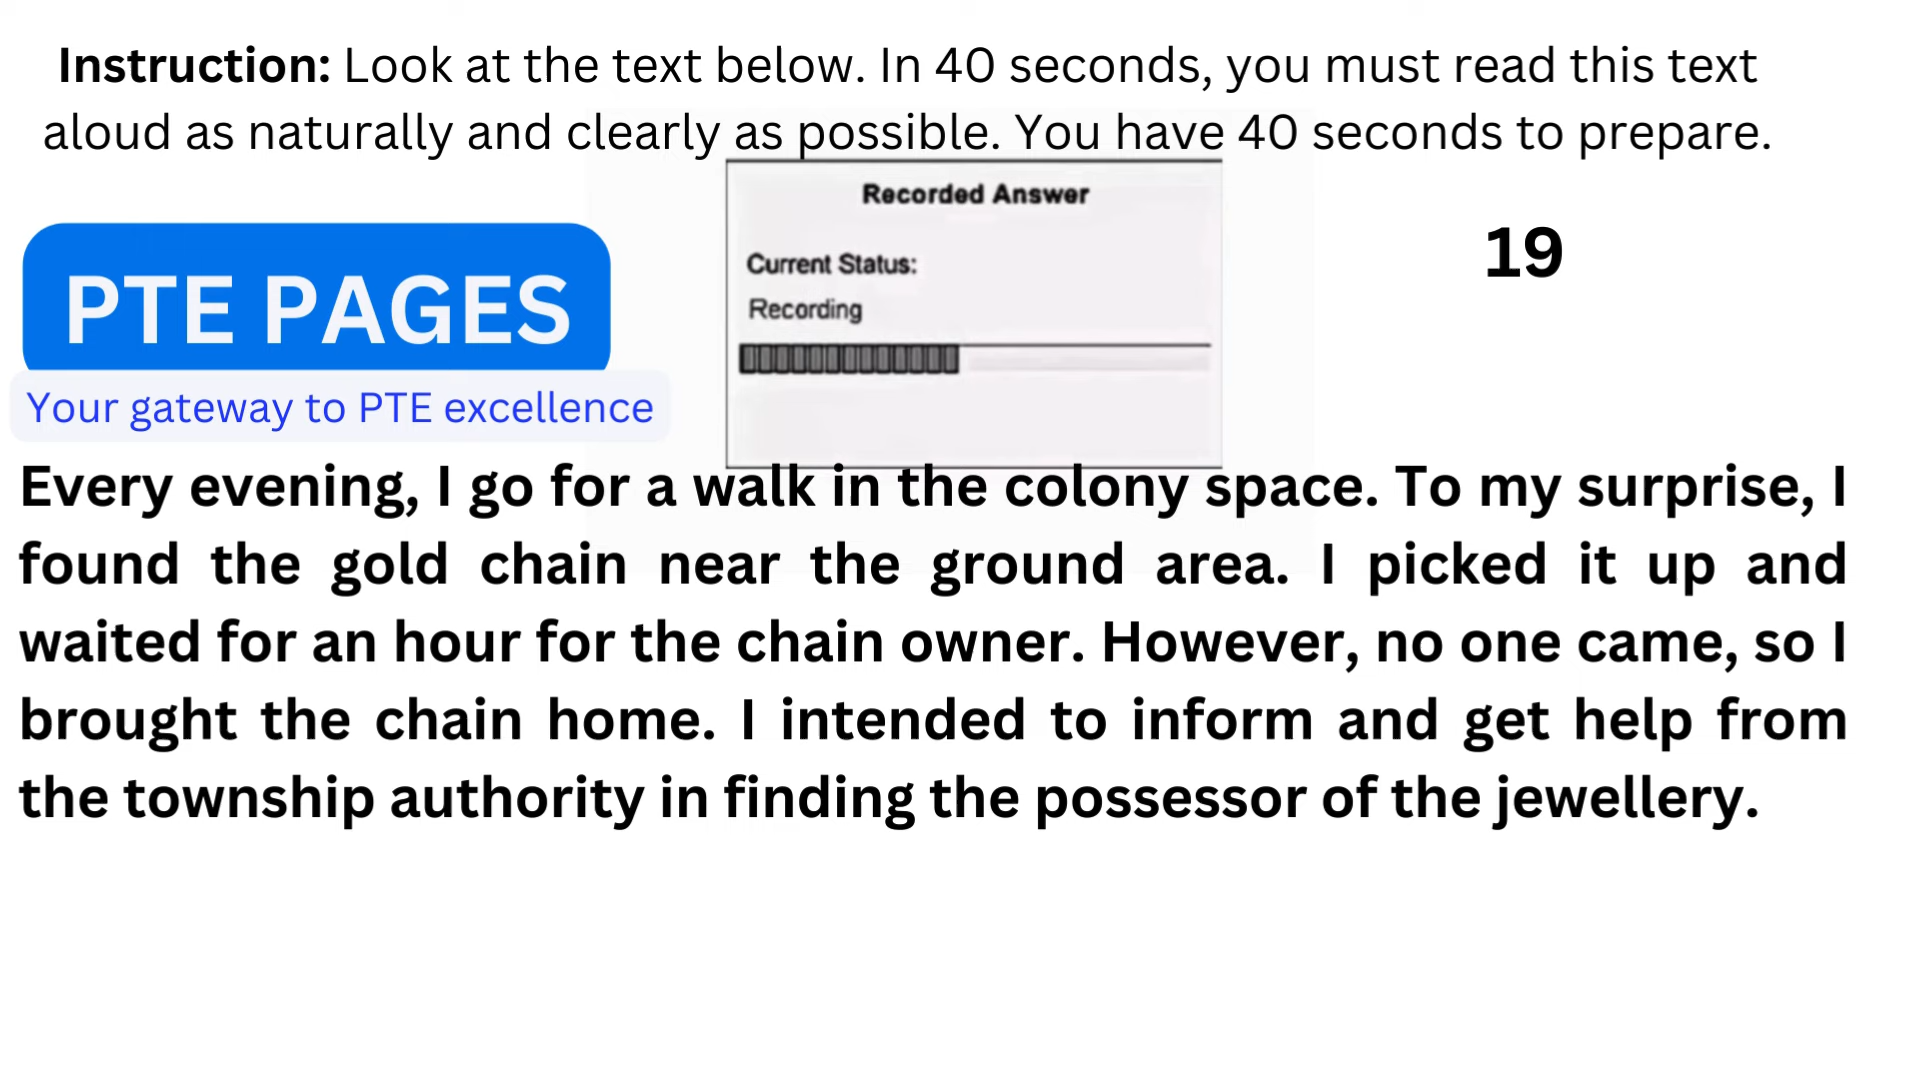 Instruction: Look at the text below. In 40 seconds, you must read this text
aloud as naturally and clearly as possible. You have 40 seconds to prepare.
Recorded Answer
19
Current Status:
Recording
PTE PAGES
Your gateway to PTE excellence
Every evening, I go for a walk in the colony space. To my surprise, I
found the gold chain near the ground area. I picked it up and
waited for an hour for the chain owner. However, no one came, so I
brought the chain home. I intended to inform and get help from
the township authority in finding the possessor of the jewellery.